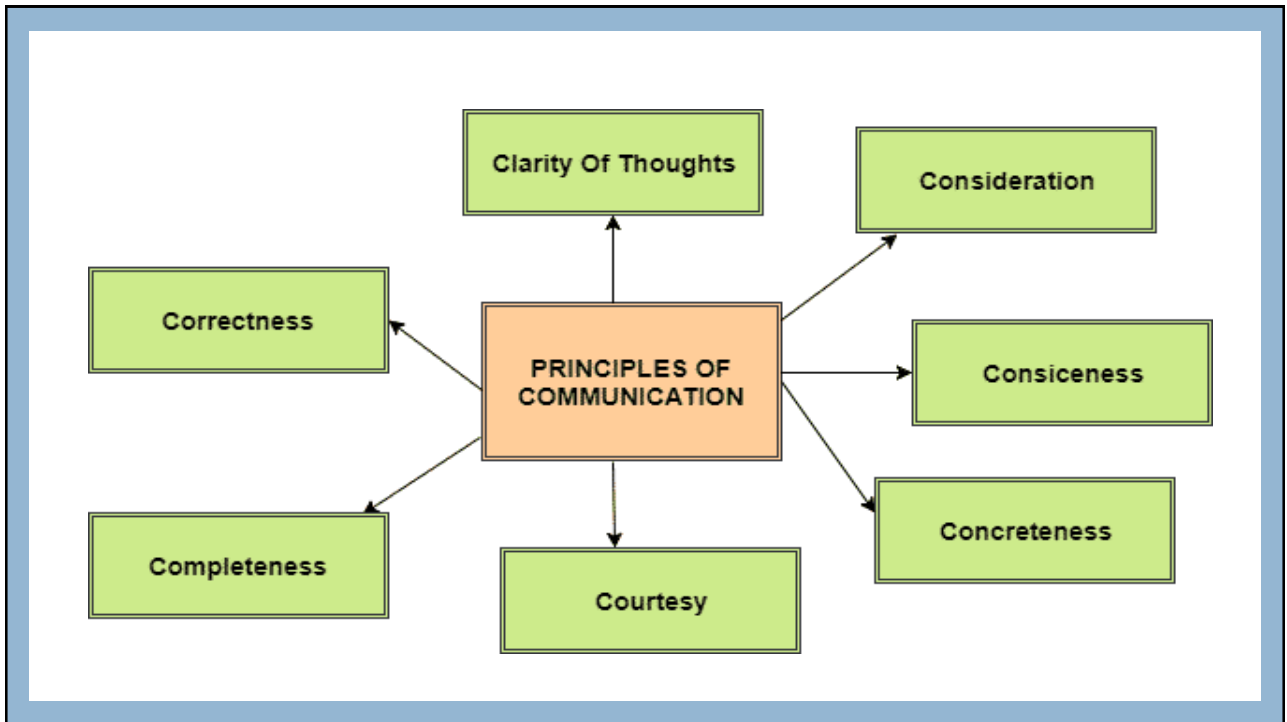 Clarity Of Thoughts
Consideration
Correctness
PRINCIPLES OF
COMMUNICATION
Consiceness
Concreteness
Completeness
Courtesy